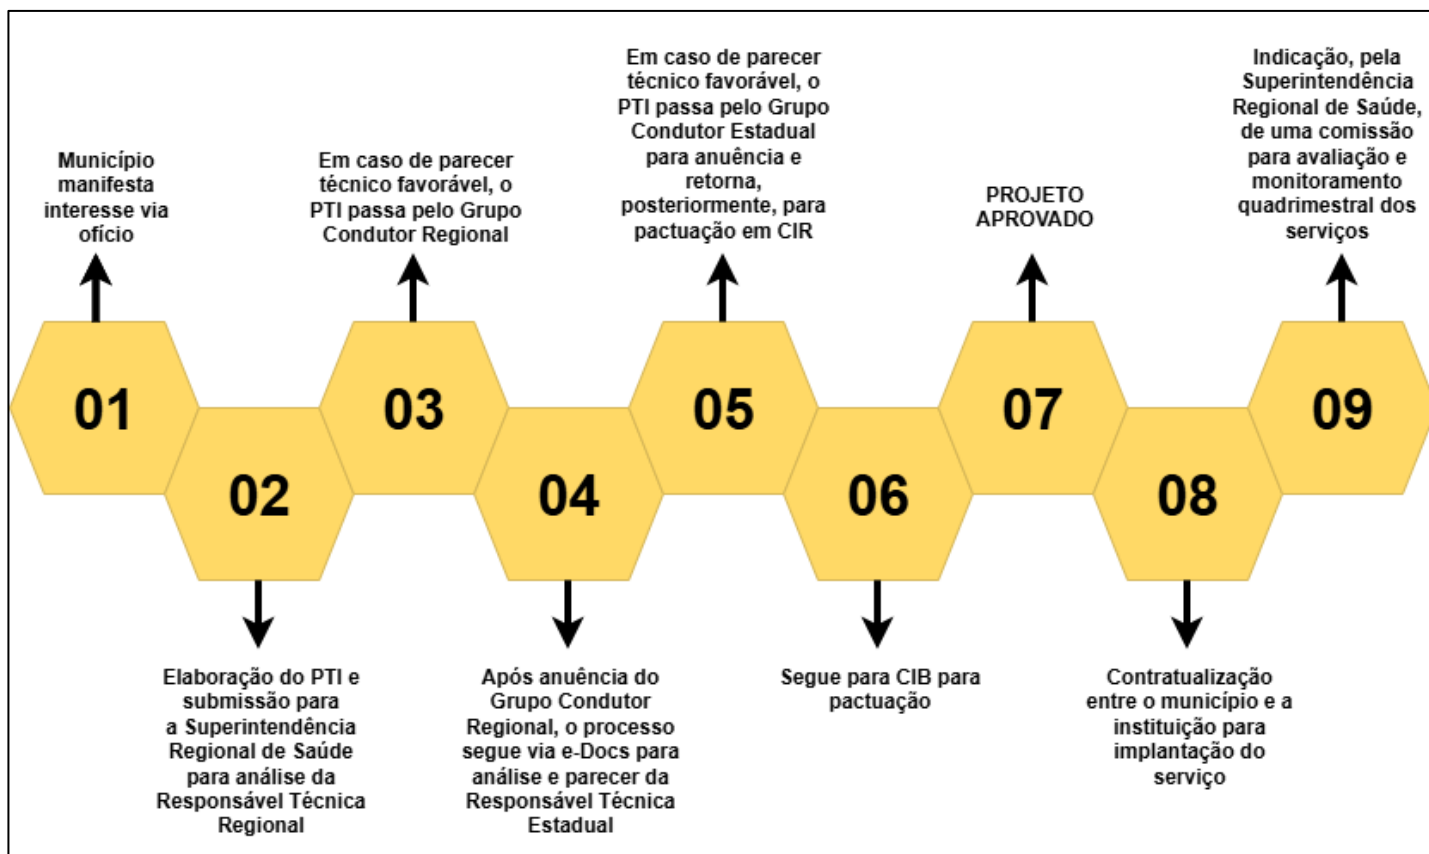 01
Município
manifesta
interesse via
ofício
02
Elaboração do PTI e
submissão para
a Superintendência
Regional de Saúde
para análise da
Responsável Técnica
Regional
03
Em caso de parecer
técnico favorável, o
PTI passa pelo Grupo
Condutor Regional
04
Após anuência do
Grupo Condutor
Regional, o processo
segue via e-Docs para
análise e parecer da
Responsável Técnica
Estadual
05
Em caso de parecer
técnico favorável, o
PTI passa pelo Grupo
Condutor Estadual
para anuência e
retorna,
posteriormente, para
pactuação em CIR
06
Segue para CIB para
pactuação
07
PROJETO
APROVADO
08
Contratualização
entre o município e a
instituição para
implantação do
serviço
09
Indicação, pela
Superintendência
Regional de Saúde,
de uma comissão
para avaliação e
monitoramento
quadrimestral dos
serviços